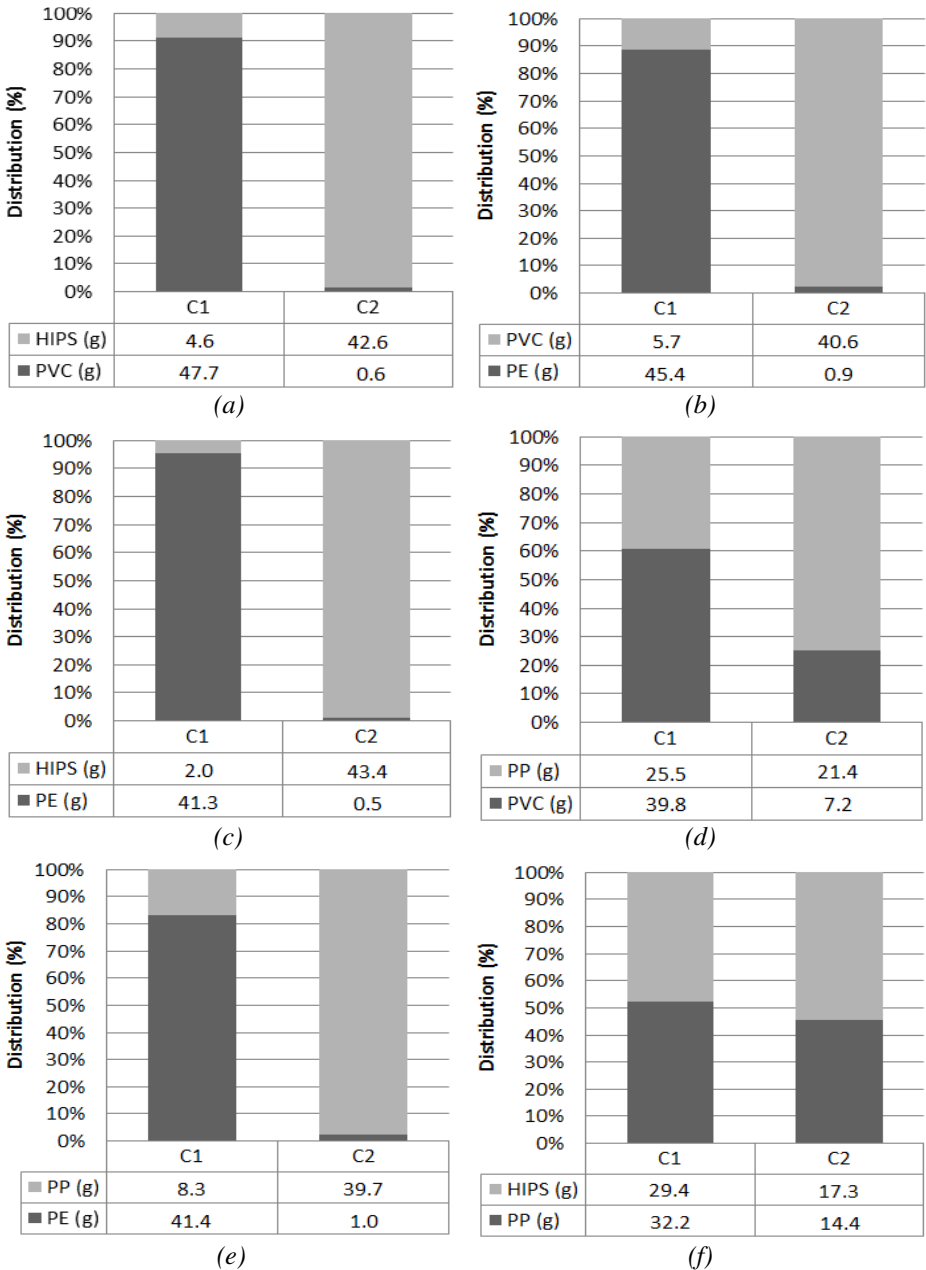 100%
90%
80%
70%
60%
50%
40%
30%
20%
10%
0%
Distribution (%)
C1 C2
HIPS (g) 4.6 42.6
PVC (g) 47.7 0.6
(a)
100%
90%
80%
70%
60%
50%
40%
30%
20%
10%
0%
Distribution (%)
C1 C2
PVC (g) 5.7 40.6
PE (g) 45.4 0.9
(b)
100%
90%
80%
70%
60%
50%
40%
30%
20%
10%
0%
Distribution (%)
C1 C2
HIPS (g) 2.0 43.4
PE (g) 41.3 0.5
(c)
100%
90%
80%
70%
60%
50%
40%
30%
20%
10%
0%
Distribution (%)
C1 C2
PP (g) 25.5 21.4
PVC (g) 39.8 7.2
(d)
100%
90%
80%
70%
60%
50%
40%
30%
20%
10%
0%
Distribution (%)
C1 C2
PP (g) 8.3 39.7
PE (g) 41.4 1.0
(e)
100%
90%
80%
70%
60%
50%
40%
30%
20%
10%
0%
Distribution (%)
C1 C2
HIPS (g) 29.4 17.3
PP (g) 32.2 14.4
(f)